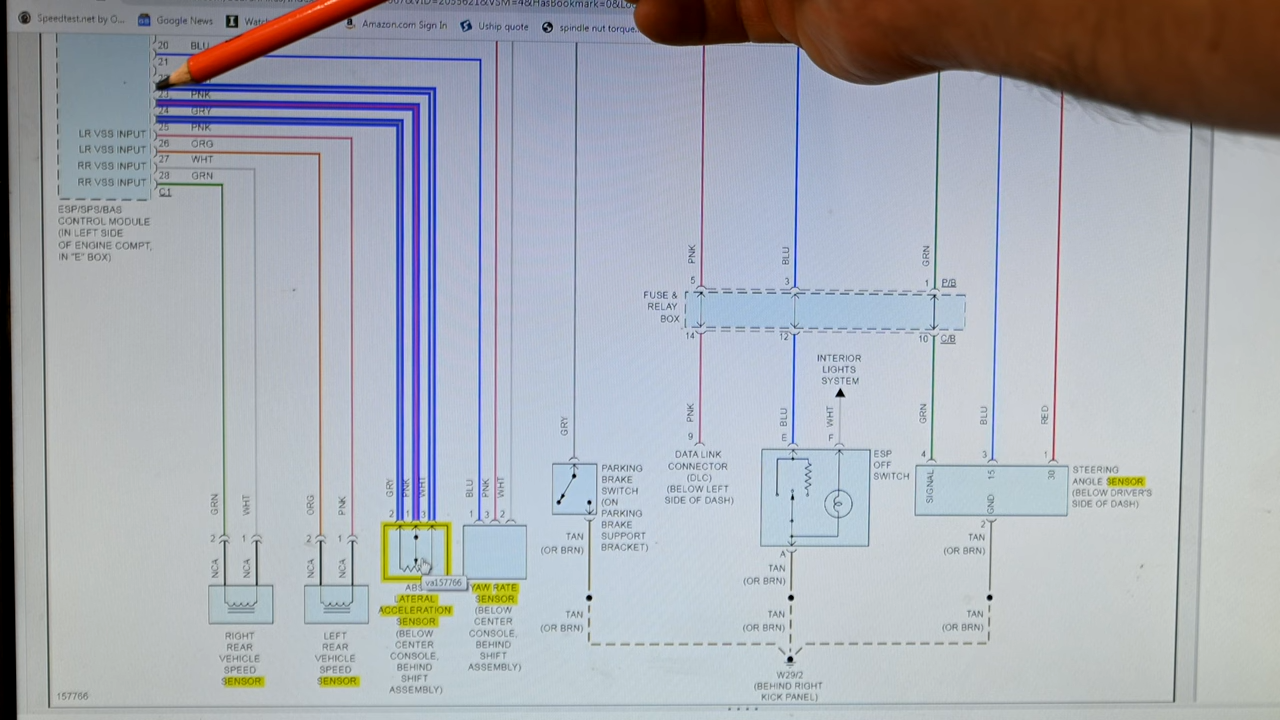 Speedtest.net by O...
Google News
Amazon.com Sign In
Uship quote
spindle nut torque...
20 BLU
21
23 PNK
24 GRY
25 PNK
LR VSS INPUT
26 ORG
LR VSS INPUT
27 WHT
RR VSS INPUT
28 GRN
RR VSS INPUT
C1
ESP/SPS/BAS
CONTROL MODULE
(IN LEFT SIDE
OF ENGINE COMPT,
IN "E" BOX)
PNK
BLU
GRN
5
3
1
P/B
FUSE &
RELAY
BOX
14
12
10
C/B
INTERIOR
LIGHTS
SYSTEM
GRY
PNK
BLU
WHT
GRN
BLU
RED
9
E
F
4
3
1
DATA LINK
CONNECTOR
(DLC)
(BELOW LEFT
SIDE OF DASH)
ESP
OFF
SWITCH
SIGNAL
15
GND
30
STEERING
ANGLE SENSOR
(BELOW DRIVER'S
SIDE OF DASH)
2
A
PARKING
BRAKE
SWITCH
(ON
PARKING
BRAKE
SUPPORT
BRACKET)
GRN
WHT
ORG
PNK
GRY
PNK
WHT
BLU
PNK
WHT
2
1
2
1
2
1
3
1
3
2
NCA
NCA
NCA
NCA
va157766
TAN
(OR BRN)
TAN
(OR BRN)
TAN
(OR BRN)
TAN
(OR BRN)
TAN
(OR BRN)
TAN
(OR BRN)
RIGHT
REAR
VEHICLE
SPEED
SENSOR
LEFT
REAR
VEHICLE
SPEED
SENSOR
LATERAL
ACCELERATION
SENSOR
(BELOW
CENTER
CONSOLE,
BEHIND
SHIFT
ASSEMBLY)
YAW RATE
SENSOR
(BELOW
CENTER
CONSOLE,
BEHIND
SHIFT
ASSEMBLY)
W29/2
(BEHIND RIGHT
KICK PANEL)
157766